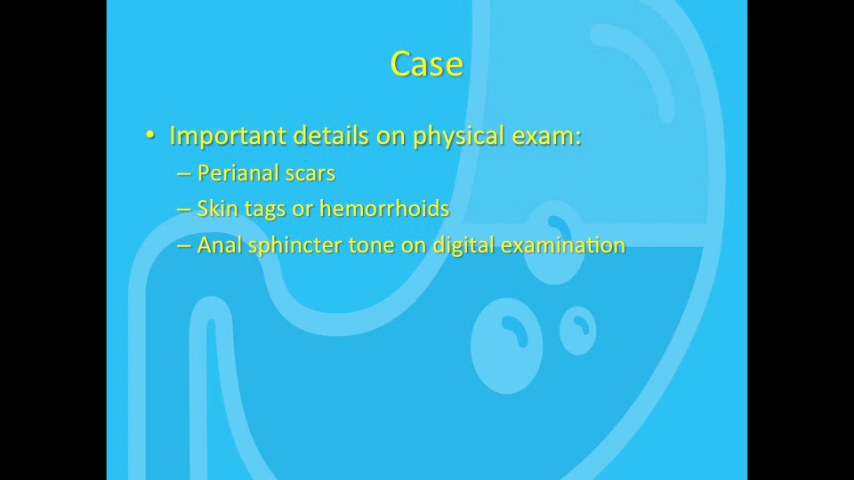 Case
• Important details on physical exam:
– Perianal scars
– Skin tags or hemorrhoids
– Anal sphincter tone on digital examination